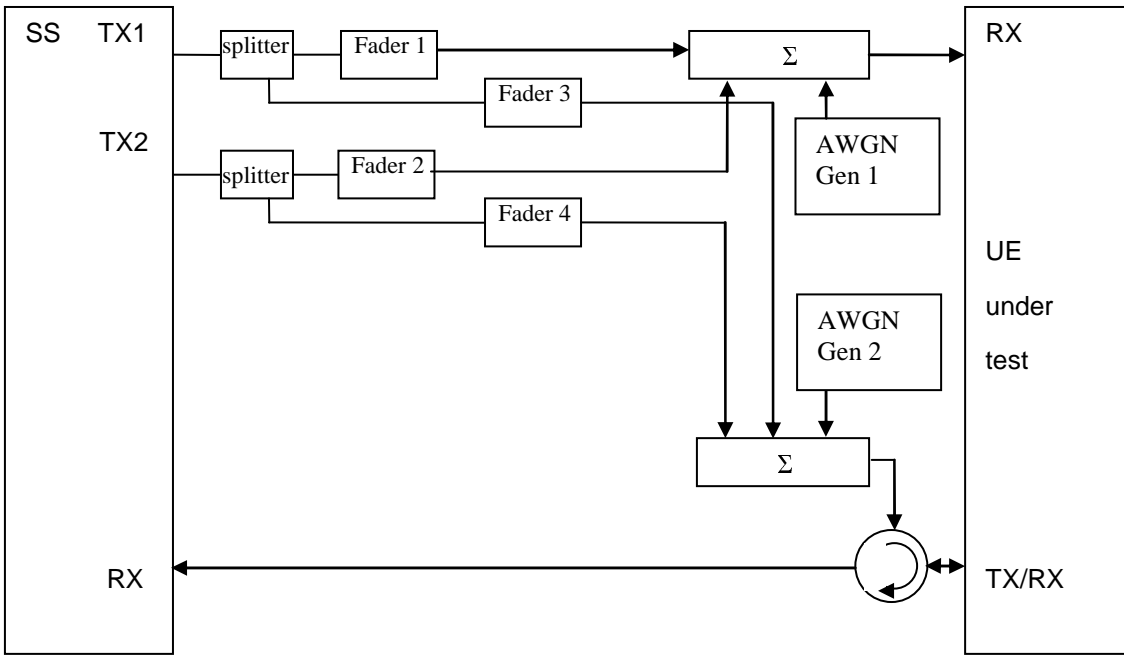 SS TX1
splitter
Fader 1
Σ
RX
Fader 3
TX2
AWGN
Gen 1
splitter
Fader 2
Fader 4
UE
under
test
AWGN
Gen 2
Σ
RX
TX/RX